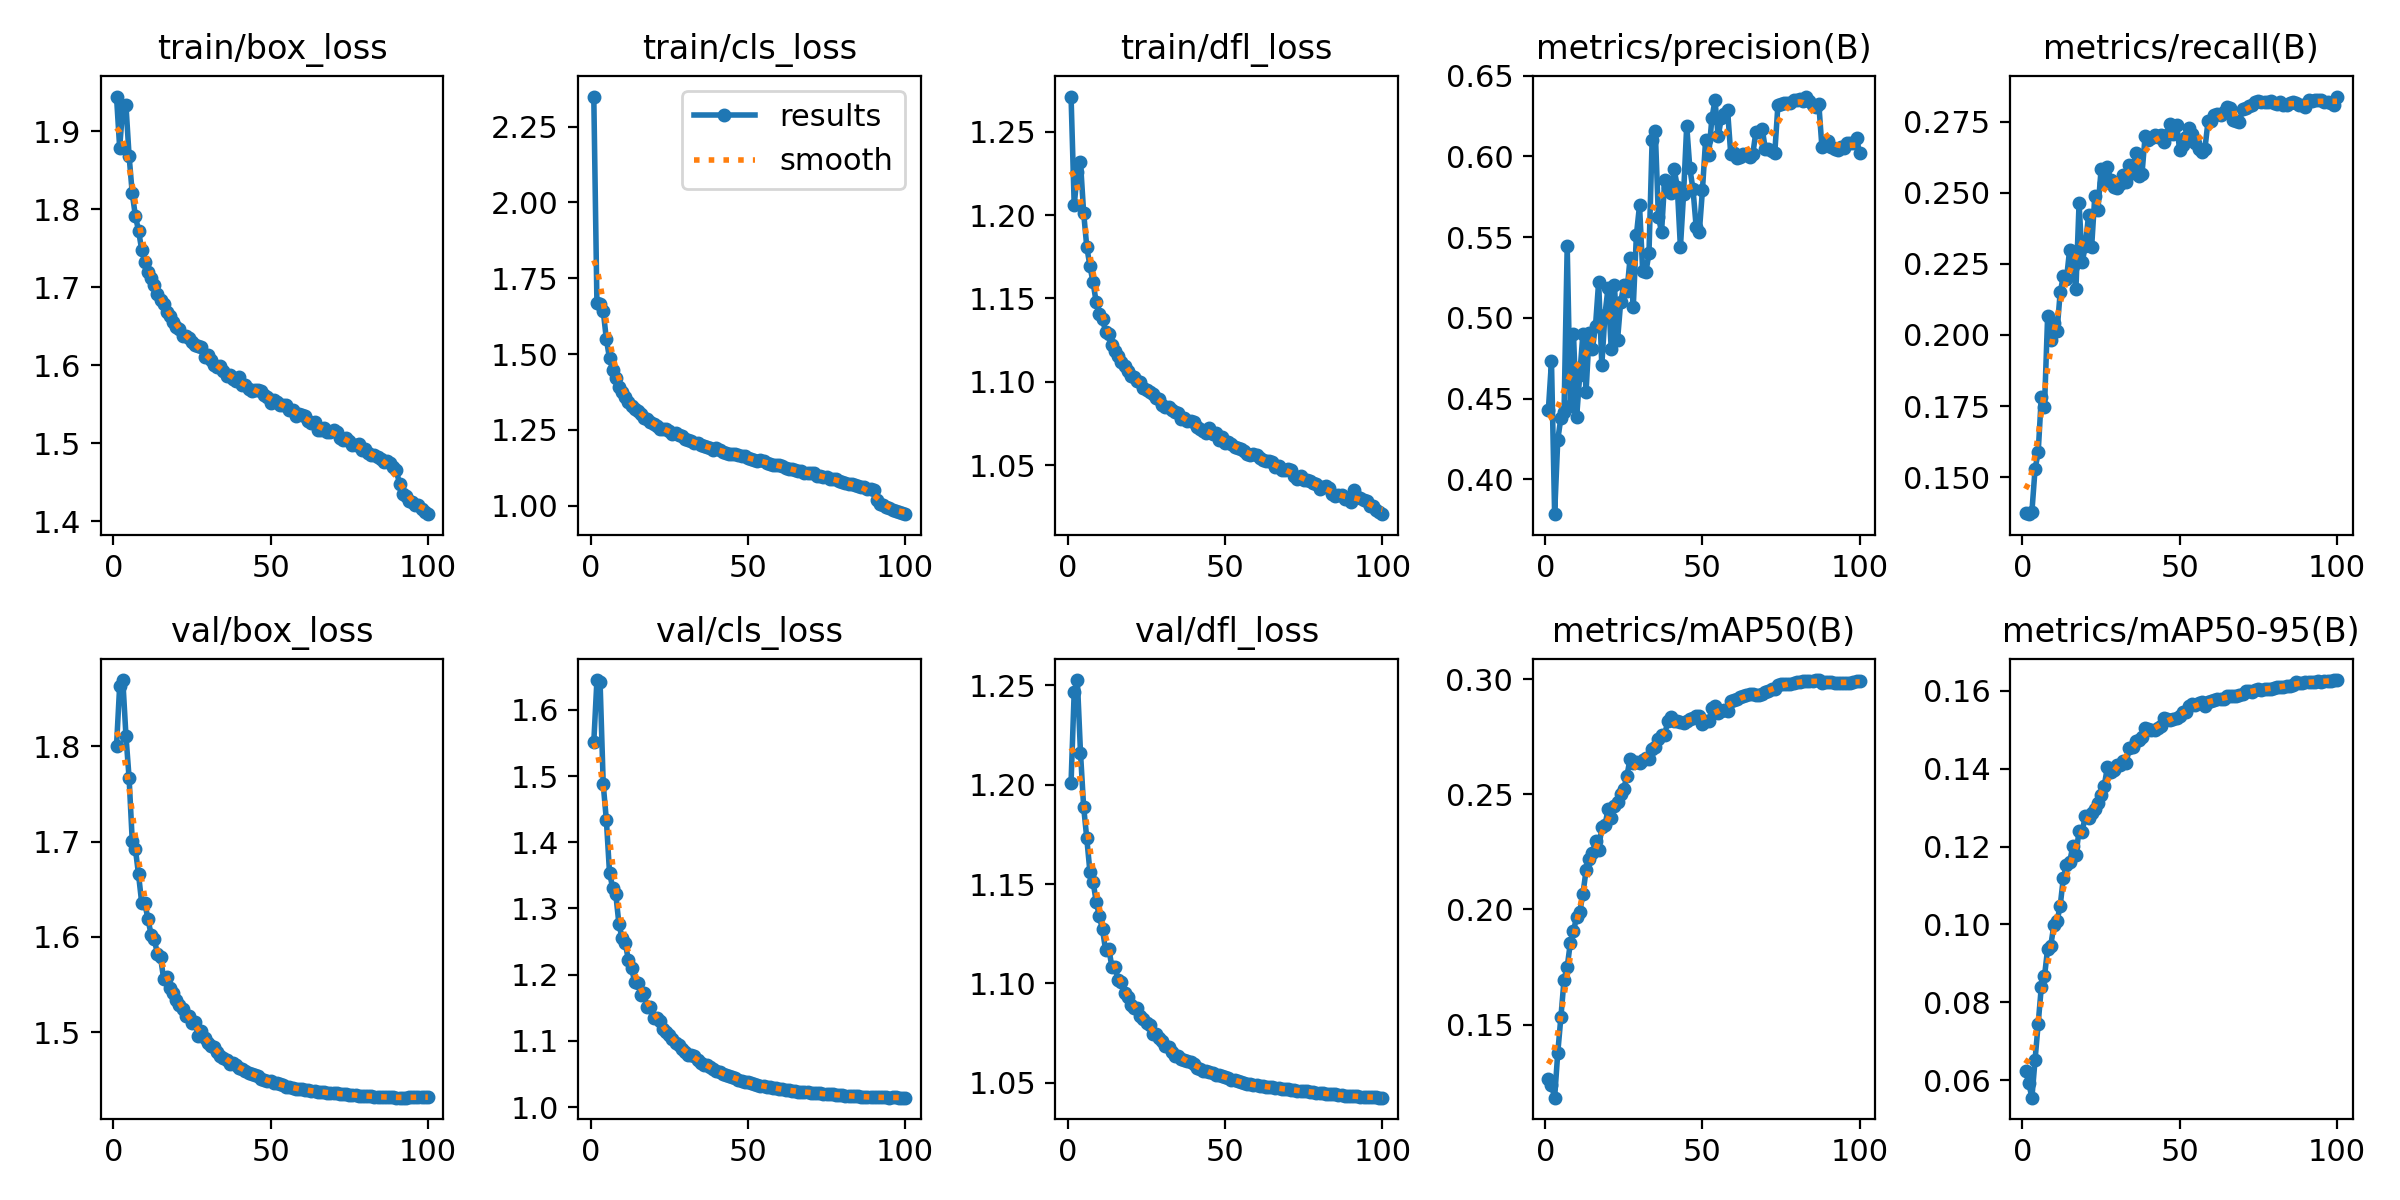 train/box_loss
1.9
1.8
1.7
1.6
1.5
1.4
0 50 100
train/cls_loss
results
smooth
2.25
2.00
1.75
1.50
1.25
1.00
0 50 100
train/dfl_loss
1.25
1.20
1.15
1.10
1.05
0 50 100
metrics/precision(B)
0.65
0.60
0.55
0.50
0.45
0.40
0 50 100
metrics/recall(B)
0.275
0.250
0.225
0.200
0.175
0.150
0 50 100
val/box_loss
1.8
1.7
1.6
1.5
0 50 100
val/cls_loss
1.6
1.5
1.4
1.3
1.2
1.1
1.0
0 50 100
val/dfl_loss
1.25
1.20
1.15
1.10
1.05
0 50 100
metrics/mAP50(B)
0.30
0.25
0.20
0.15
0 50 100
metrics/mAP50-95(B)
0.16
0.14
0.12
0.10
0.08
0.06
0 50 100